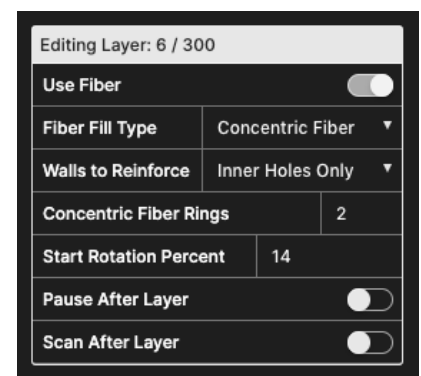 Editing Layer: 6 / 300
Use Fiber
Fiber Fill Type Concentric Fiber
Walls to Reinforce Inner Holes Only
Concentric Fiber Rings 2
Start Rotation Percent 14
Pause After Layer
Scan After Layer